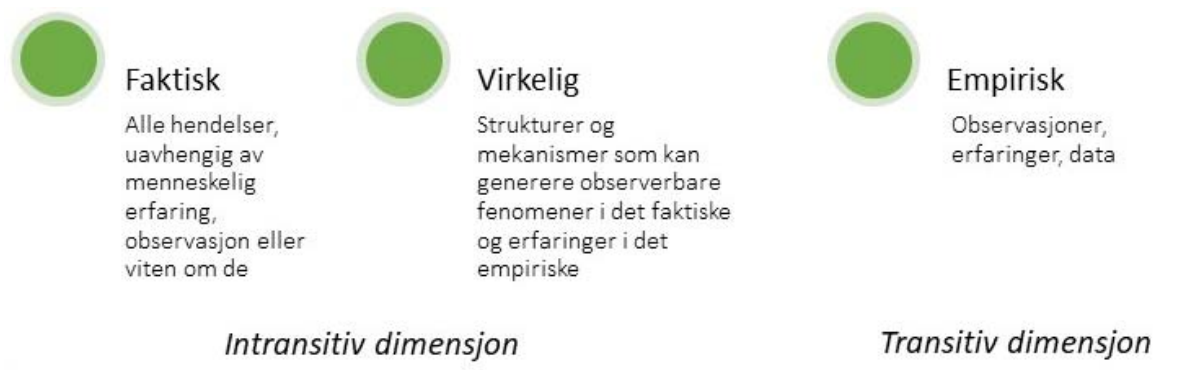 Faktisk
Alle hendelser,
uavhengig av
menneskelig
erfaring,
observasjon eller
viten om de
Virkelig
Strukturer og
mekanismer som kan
generere observerbare
fenomener i det faktiske
og erfaringer i det
empiriske
Intransitiv dimensjon
Empirisk
Observasjoner,
erfaringer, data
Transitiv dimensjon